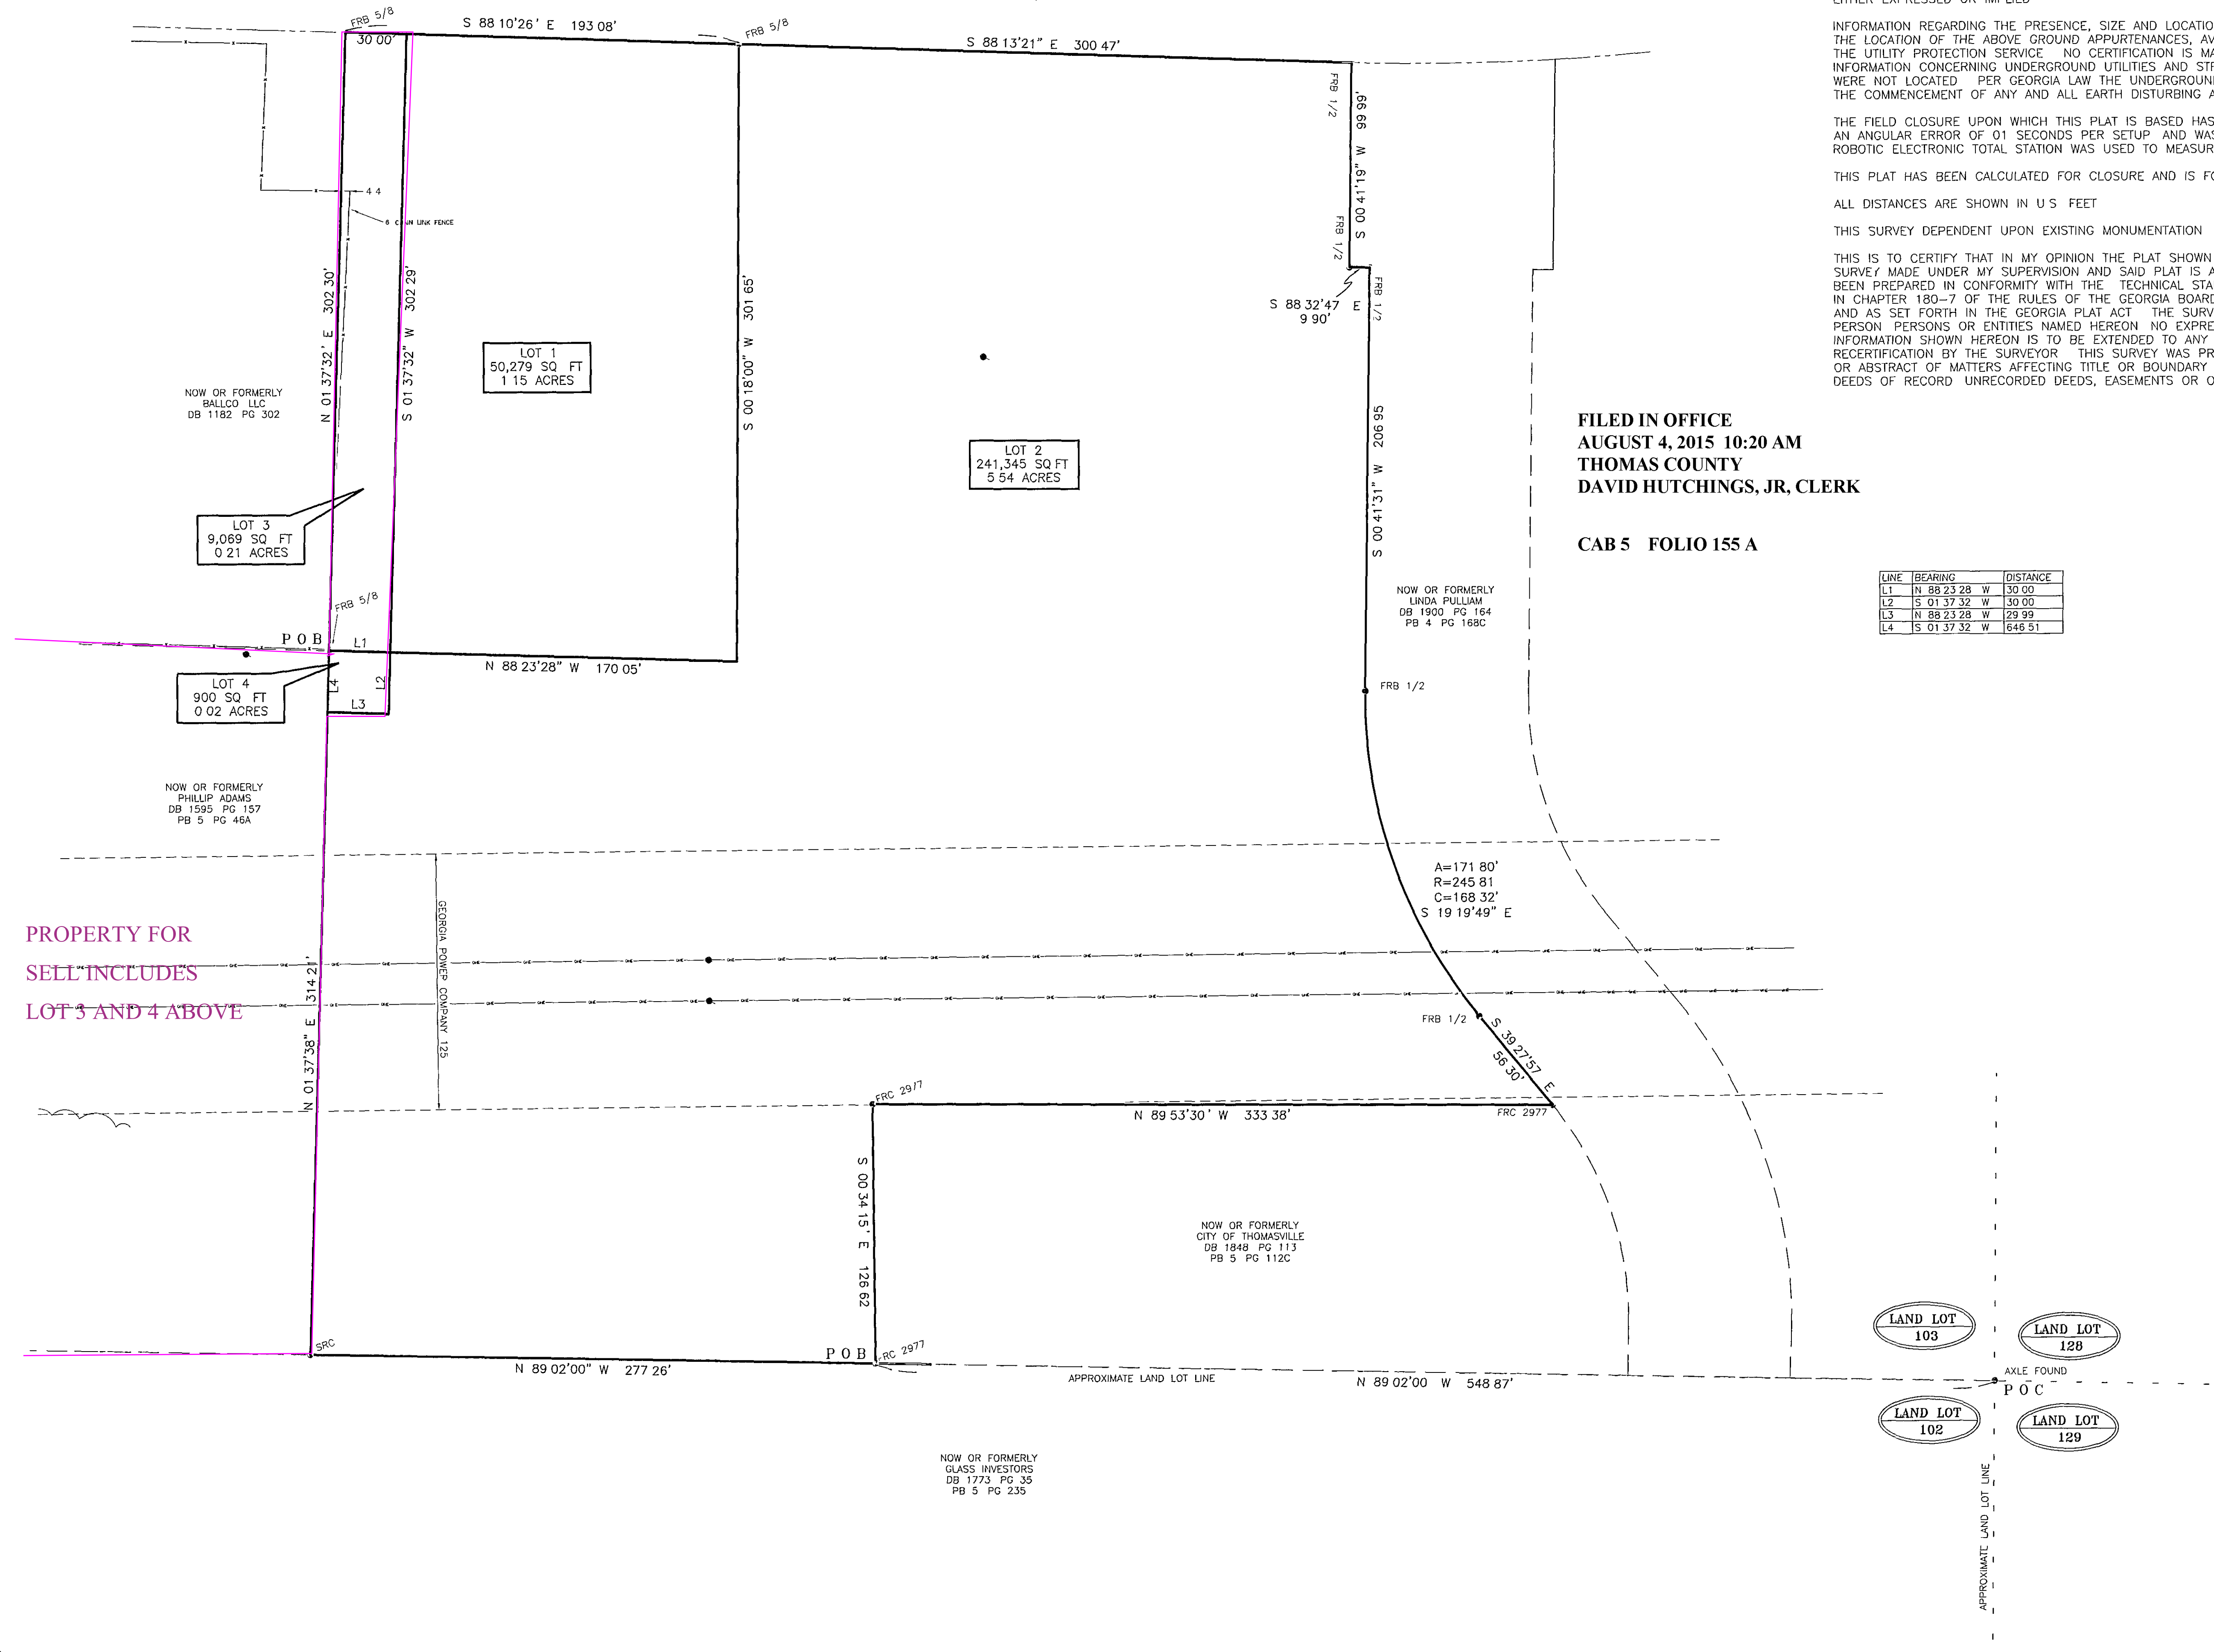 EITHER EXPRESSED OR IMPLIED
INFORMATION REGARDING THE PRESENCE, SIZE AND
THE LOCATION OF THE ABOVE GROUND APPURTENANCES,
THE UTILITY PROTECTION SERVICE NO CERTIFICATION IS
INFORMATION CONCERNING UNDERGROUND UTILITIES AND
WERE NOT LOCATED PER GEORGIA LAW THE
THE COMMENCEMENT OF ANY AND ALL EARTH DISTURBING
THE FIELD CLOSURE UPON WHICH THIS PLAT IS BASED HAS
AN ANGULAR ERROR OF 01 SECONDS PER SETUP AND
ROBOTIC ELECTRONIC TOTAL STATION WAS USED TO
THIS PLAT HAS BEEN CALCULATED FOR CLOSURE AND IS
ALL DISTANCES ARE SHOWN IN U S FEET
THIS SURVEY DEPENDENT UPON EXISTING MONUMENTATION
THIS IS TO CERTIFY THAT IN MY OPINION THE PLAT SHOWN
SURVEY MADE UNDER MY SUPERVISION AND SAID PLAT IS
BEEN PREPARED IN CONFORMITY WITH THE TECHNICAL
IN CHAPTER 180-7 OF THE RULES OF THE GEORGIA BOARD
AND AS SET FORTH IN THE GEORGIA PLAT ACT THE
PERSON PERSONS OR ENTITIES NAMED HEREON NO
INFORMATION SHOWN HEREON IS TO BE EXTENDED TO ANY
RECERTIFICATION BY THE SURVEYOR THIS SURVEY WAS
OR ABSTRACT OF MATTERS AFFECTING TITLE OR BOUNDARY
DEEDS OF RECORD UNRECORDED DEEDS, EASEMENTS OR
FRB 5/8
S 88 10'26' E 193 08'
30 00'
FRB 5/8
S 88 13'21" E 300 47'
FRB 1/2
S 00 41'19" W 99 99'
FRB 1/2
S 88 32'47 E
9 90'
FRB 1/2
4 4
6 CHAIN LINK FENCE
N 01 37'32' E 302 30'
S 01 37'32" W 302 29'
S 00 18'00" W 301 65'
S 00 41'31" W 206 95
LOT 1
50,279 SQ FT
1 15 ACRES
NOW OR FORMERLY
BALLCO LLC
DB 1182 PG 302
LOT 2
241,345 SQ FT
5 54 ACRES
FILED IN OFFICE
AUGUST 4, 2015 10:20 AM
THOMAS COUNTY
DAVID HUTCHINGS, JR, CLERK
CAB 5 FOLIO 155 A
LOT 3
9,069 SQ FT
0 21 ACRES
FRB 5/8
P O B
L1
N 88 23'28" W 170 05'
NOW OR FORMERLY
LINDA PULLIAM
DB 1900 PG 164
PB 4 PG 168C
LINE BEARING DISTANCE
L1 N 88 23 28 W 30 00
L2 S 01 37 32 W 30 00
L3 N 88 23 28 W 29 99
L4 S 01 37 32 W 646 51
LOT 4
900 SQ FT
0 02 ACRES
L4
L2
L3
FRB 1/2
NOW OR FORMERLY
PHILLIP ADAMS
DB 1595 PG 157
PB 5 PG 46A
A=171 80'
R=245 81
C=168 32'
S 19 19'49" E
GEORGIA POWER COMPANY 125
PROPERTY FOR
SELL INCLUDES
LOT 3 AND 4 ABOVE
N 01 37'38" E 314 21'
FRB 1/2
S 39 27'57 E
56 30'
FRC 2977
N 89 53'30' W 333 38'
FRC 2977
S 00 34 15' E 126 62
NOW OR FORMERLY
CITY OF THOMASVILLE
DB 1848 PG 113
PB 5 PG 112C
SRC
N 89 02'00" W 277 26'
P O B
FRC 2977
APPROXIMATE LAND LOT LINE
N 89 02'00 W 548 87'
LAND LOT
103
LAND LOT
128
AXLE FOUND
P O C
LAND LOT
102
LAND LOT
129
NOW OR FORMERLY
GLASS INVESTORS
DB 1773 PG 35
PB 5 PG 235
APPROXIMATE LAND LOT LINE